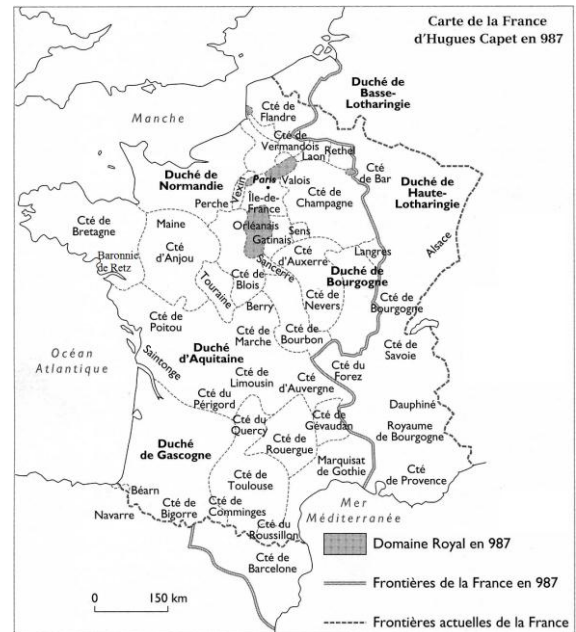 Carte de la France
d'Hugues Capet en 987
Duché de
Basse-
Lotharingie
Manche
Cté de
Flandre
Cté de
Vermandois
Laon
Rethel
Duché de
Normandie
Vexin
Paris
Valois
Cté
de Bar
Duché de
Haute-
Lotharingie
Perche
Île-de-
France
Cté de
Champagne
Cté de
Bretagne
Maine
Orléanais
Sens
Gatinais
Alsace
Baronnie
de Retz
Cté
d'Anjou
Cté
d'Auxerre
Langres
Sancerre
Touraine
Cté de
Blois
Duché de
Bourgogne
Berry
Cté de
Nevers
Cté de
Bourgogne
Cté de
Poitou
Cté de
Marche
Cté de
Bourbon
Cté de
Savoie
Océan
Atlantique
Saintonge
Duché
d'Aquitaine
Cté de
Limousin
Cté
d'Auvergne
Cté du
Forez
Cté du
Périgord
Dauphiné
Cté du
Quercy
Cté de
Gévaudan
Royaume
de Bourgogne
Duché
de Gascogne
Cté de
Rouergue
Marquisat
de Gothie
Cté
de Provence
Cté de
Toulouse
Béarn
Navarre
Cté de
Bigorre
Cté de
Comminges
Mer
Méditerranée
Cté du
Roussillon
Cté de
Barcelone
Domaine Royal en 987
Frontières de la France en 987
Frontières actuelles de la France
0 150 km